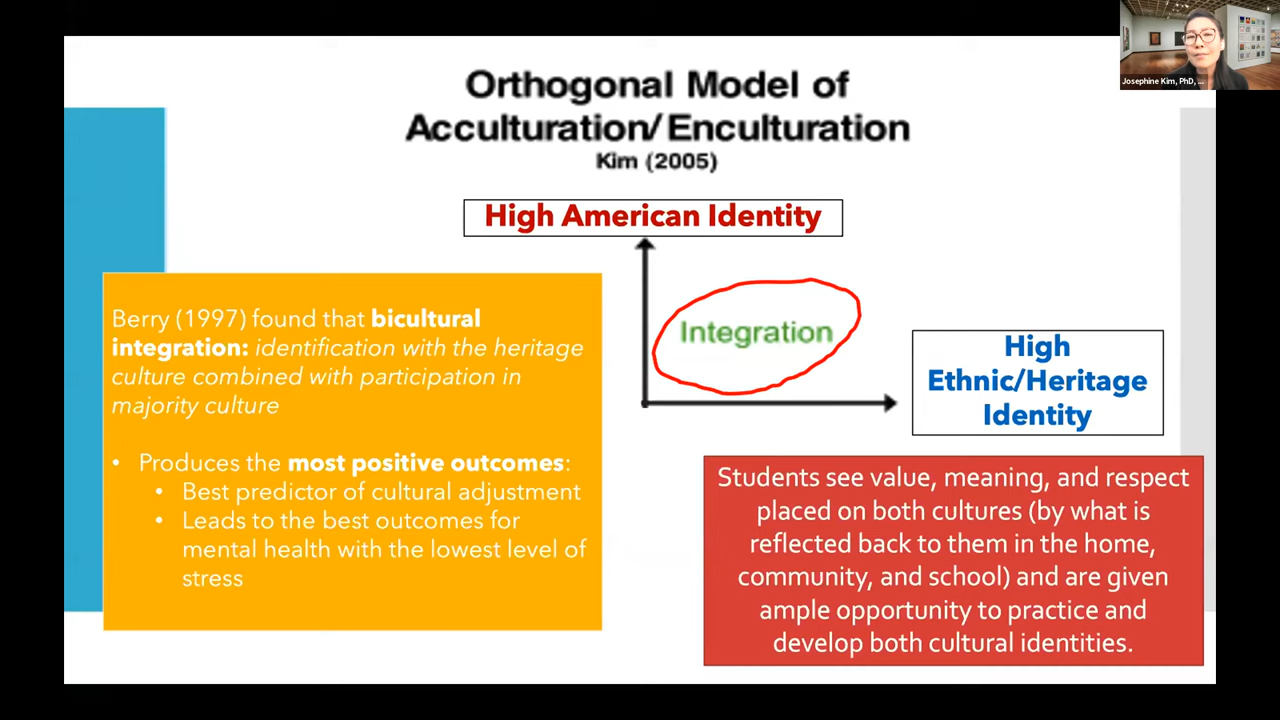 Josephine Kim, PhD, ...
Orthogonal Model of
Acculturation/Enculturation
Kim (2005)
High American Identity
Integration
High
Ethnic/Heritage
Identity
Berry (1997) found that bicultural
integration: identification with the heritage
culture combined with participation in
majority culture
• Produces the most positive outcomes:
• Best predictor of cultural adjustment
• Leads to the best outcomes for
mental health with the lowest level of
stress
Students see value, meaning, and respect
placed on both cultures (by what is
reflected back to them in the home,
community, and school) and are given
ample opportunity to practice and
develop both cultural identities.